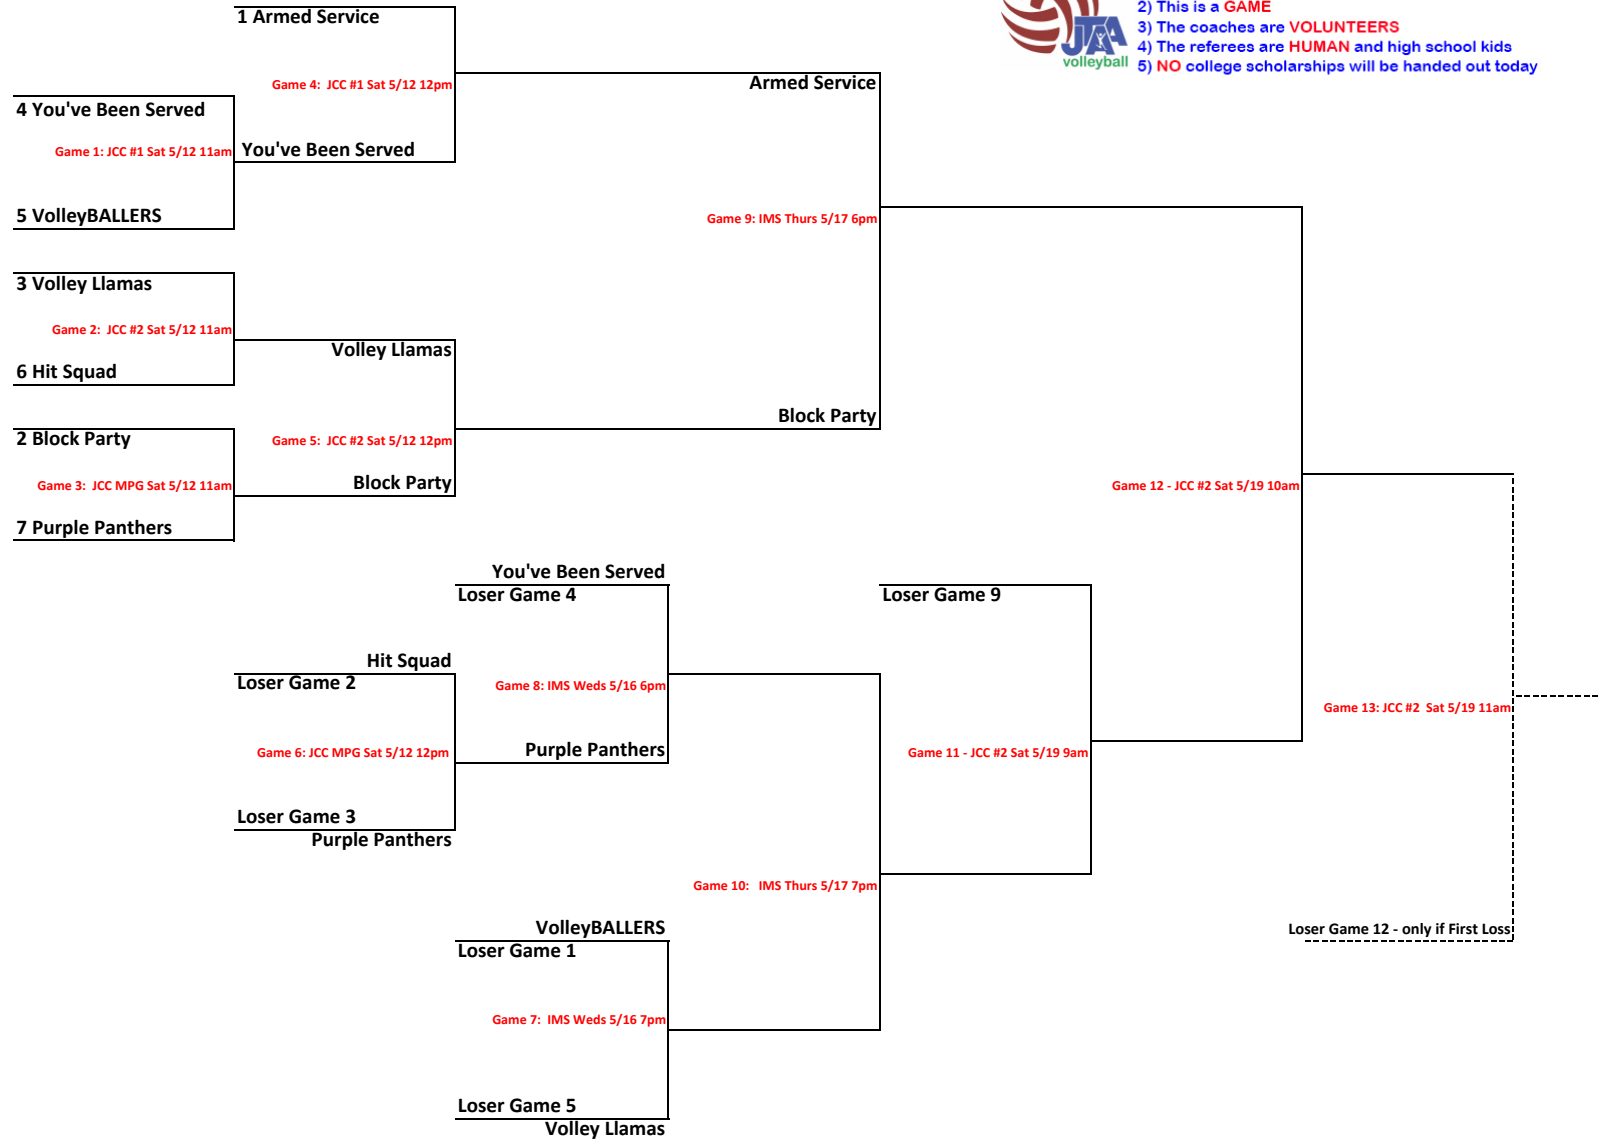 1 Armed Service
2) This is a GAME
3) The coaches are VOLUNTEERS
4) The referees are HUMAN and high school kids
5) NO college scholarships will be handed out today
JTAA
volleyball
Game 4:  JCC #1 Sat 5/12 12pm
Armed Service
4 You've Been Served
Game 1: JCC #1 Sat 5/12 11am
You've Been Served
5 VolleyBALLERS
Game 9: IMS Thurs 5/17 6pm
3 Volley Llamas
Game 2:  JCC #2 Sat 5/12 11am
Volley Llamas
6 Hit Squad
Block Party
2 Block Party
Game 5:  JCC #2 Sat 5/12 12pm
Game 3:  JCC MPG Sat 5/12 11am
Block Party
Game 12 - JCC #2 Sat 5/19 10am
7 Purple Panthers
You've Been Served
Loser Game 4
Loser Game 9
Hit Squad
Loser Game 2
Game 8: IMS Weds 5/16 6pm
Game 13: JCC #2  Sat 5/19 11am
Game 6: JCC MPG Sat 5/12 12pm
Purple Panthers
Game 11 - JCC #2 Sat 5/19 9am
Loser Game 3
Purple Panthers
Game 10:   IMS Thurs 5/17 7pm
VolleyBALLERS
Loser Game 1
Loser Game 12 - only if First Loss
Game 7:  IMS Weds 5/16 7pm
Loser Game 5
Volley Llamas